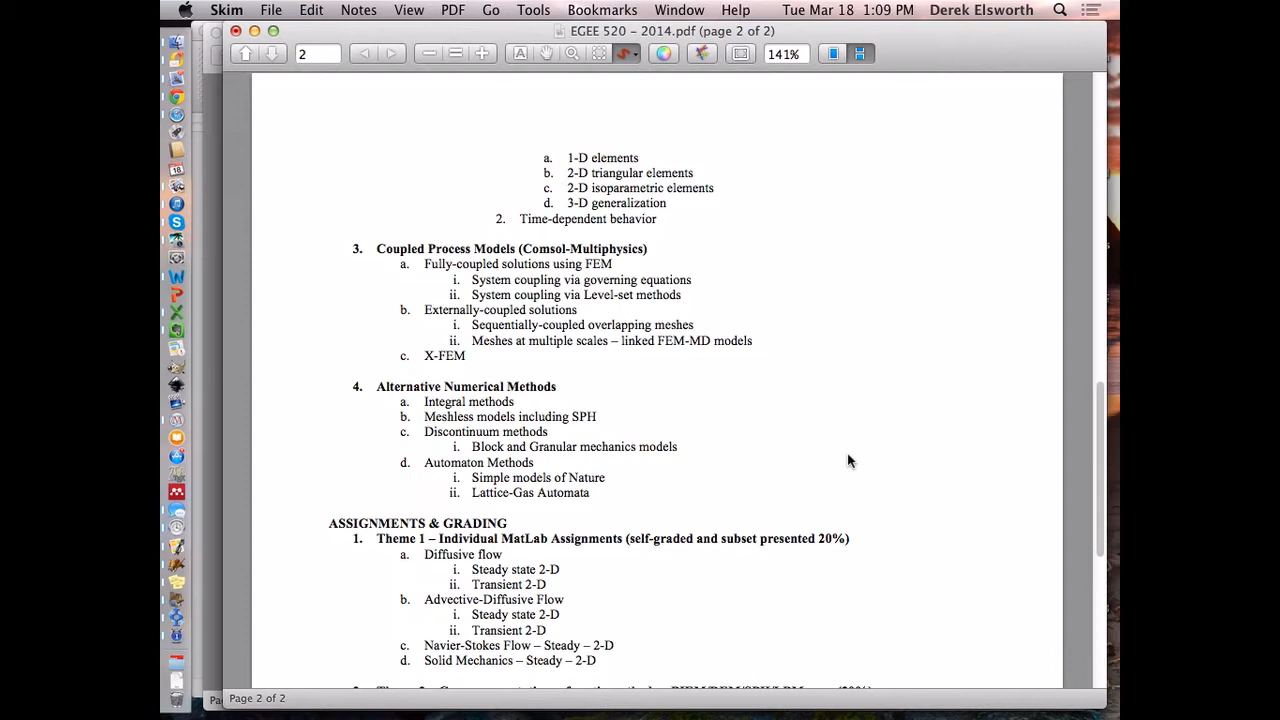 Skim File Edit Notes View PDF Go Tools Bookmarks Window Help Tue Mar 18 1:09 PM Derek Elsworth
EGEE 520 – 2014.pdf (page 2 of 2)
2 141%
a. 1-D elements
b. 2-D triangular elements
c. 2-D isoparametric elements
d. 3-D generalization
2. Time-dependent behavior
3. Coupled Process Models (Comsol-Multiphysics)
a. Fully-coupled solutions using FEM
i. System coupling via governing equations
ii. System coupling via Level-set methods
b. Externally-coupled solutions
i. Sequentially-coupled overlapping meshes
ii. Meshes at multiple scales – linked FEM-MD models
c. X-FEM
4. Alternative Numerical Methods
a. Integral methods
b. Meshless models including SPH
c. Discontinuum methods
i. Block and Granular mechanics models
d. Automaton Methods
i. Simple models of Nature
ii. Lattice-Gas Automata
ASSIGNMENTS & GRADING
1. Theme 1 – Individual MatLab Assignments (self-graded and subset presented 20%)
a. Diffusive flow
i. Steady state 2-D
ii. Transient 2-D
b. Advective-Diffusive Flow
i. Steady state 2-D
ii. Transient 2-D
c. Navier-Stokes Flow – Steady – 2-D
d. Solid Mechanics – Steady – 2-D
Page 2 of 2